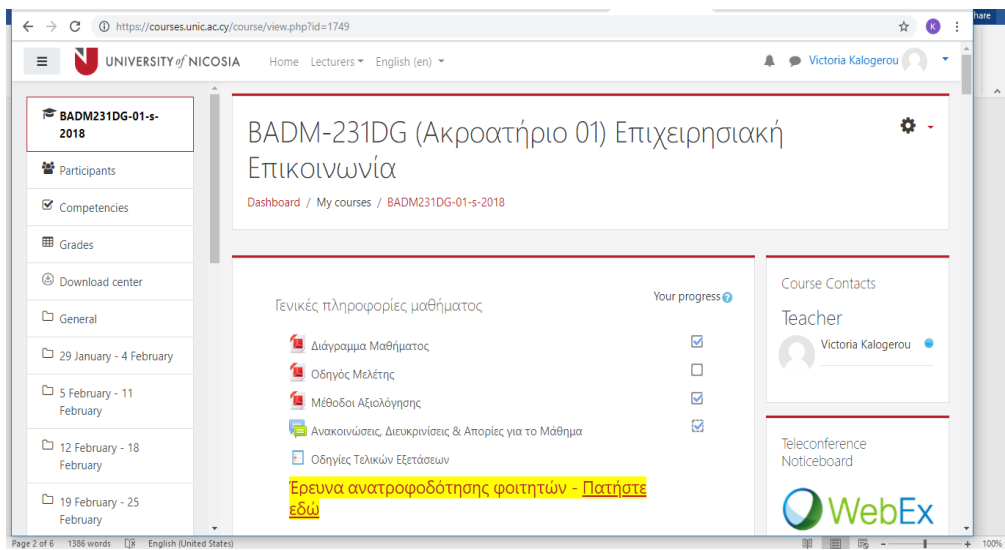 hare
https://courses.unic.ac.cy/course/view.php?id=1749
K
UNIVERSITY of NICOSIA
Home Lecturers English (en)
Victoria Kalogerou
BADM231DG-01-s-
2018
Participants
Competencies
Grades
Download center
General
29 January - 4 February
5 February - 11
February
12 February - 18
February
19 February - 25
February
BADM-231DG (Ακροατήριο 01) Επιχειρησιακή
Επικοινωνία
Dashboard / My courses / BADM231DG-01-s-2018
Γενικές πληροφορίες μαθήματος
Your progress
Διάγραμμα Μαθήματος
Οδηγός Μελέτης
Μέθοδοι Αξιολόγησης
Ανακοινώσεις, Διευκρινίσεις & Απορίες για το Μάθημα
Οδηγίες Τελικών Εξετάσεων
Έρευνα ανατροφοδότησης φοιτητών - Πατήστε
εδώ
Course Contacts
Teacher
Victoria Kalogerou
Teleconference
Noticeboard
WebEx
Page 2 of 6 1386 words English (United States)
100%